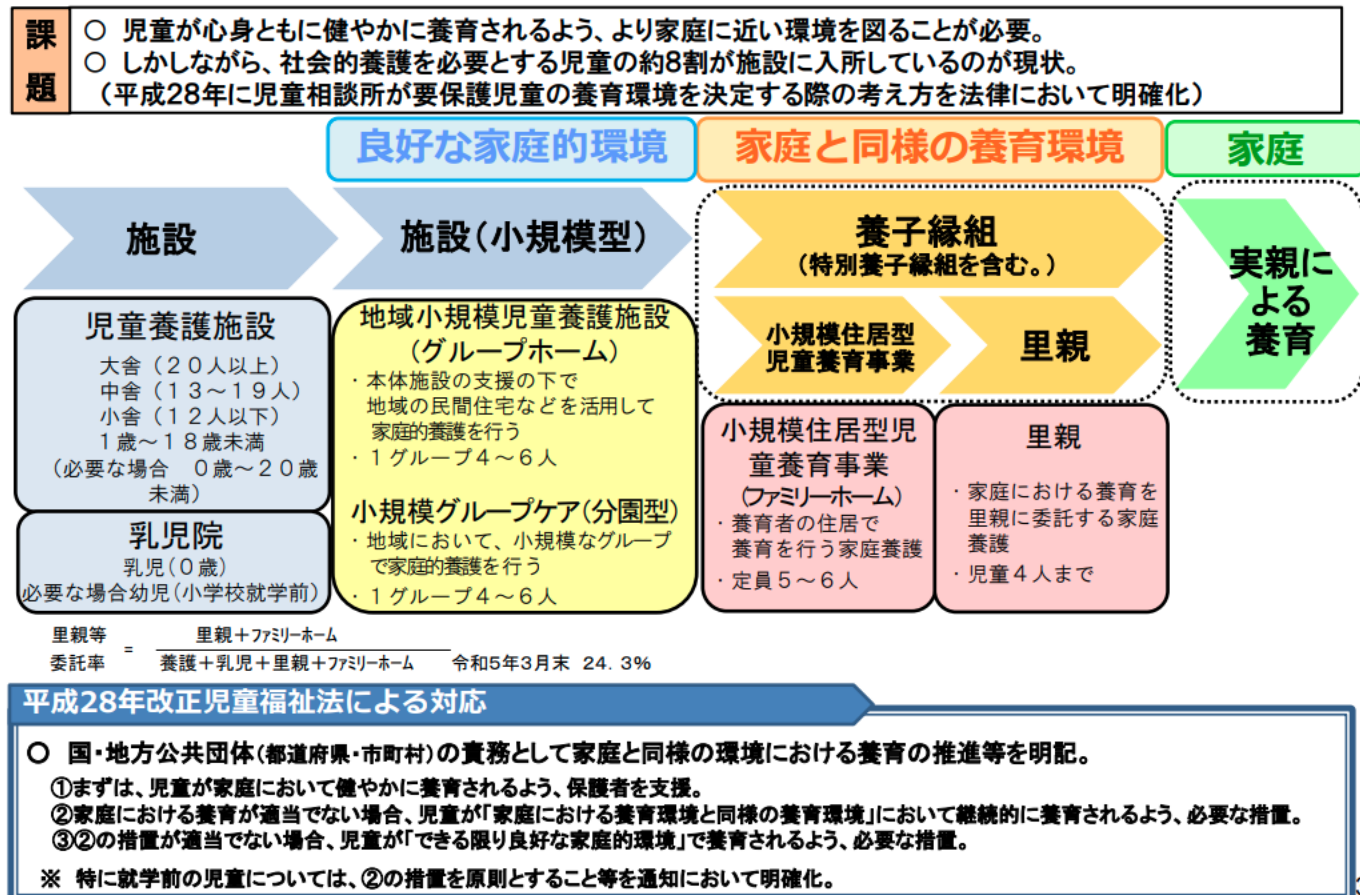 課題
○ 児童が心身ともに健やかに養育されるよう、より家庭に近い環境を図ることが必要。
○ しかしながら、社会的養護を必要とする児童の約8割が施設に入所しているのが現状。
（平成28年に児童相談所が要保護児童の養育環境を決定する際の考え方を法律において明確化）
良好な家庭的環境
家庭と同様の養育環境
家庭
施設
施設（小規模型）
養子縁組
（特別養子縁組を含む。）
小規模住居型
児童養育事業
里親
実親に
よる
養育
児童養護施設
大舎（２０人以上）
中舎（１３～１９人）
小舎（１２人以下）
１歳～１８歳未満
（必要な場合　０歳～２０歳
未満）
乳児院
乳児（０歳）
必要な場合幼児（小学校就学前）
地域小規模児童養護施設
（グループホーム）
・本体施設の支援の下で
地域の民間住宅などを活用して
家庭的養護を行う
・１グループ４～６人
小規模グループケア（分園型）
・地域において、小規模なグループ
で家庭的養護を行う
・１グループ４～６人
小規模住居型児
童養育事業
（ファミリーホーム）
・養育者の住居で
養育を行う家庭養護
・定員５～６人
里親
・家庭における養育を
里親に委託する家庭
養護
・児童４人まで
里親等
委託率
=
里親＋ファミリーホーム
養護＋乳児＋里親＋ファミリーホーム
令和5年3月末 24.3%
平成28年改正児童福祉法による対応
○ 国・地方公共団体（都道府県・市町村）の責務として家庭と同様の環境における養育の推進等を明記。
①まずは、児童が家庭において健やかに養育されるよう、保護者を支援。
②家庭における養育が適当でない場合、児童が「家庭における養育環境と同様の養育環境」において継続的に養育されるよう、必要な措置。
③②の措置が適当でない場合、児童が「できる限り良好な家庭的環境」で養育されるよう、必要な措置。
※ 特に就学前の児童については、②の措置を原則とすること等を通知において明確化。